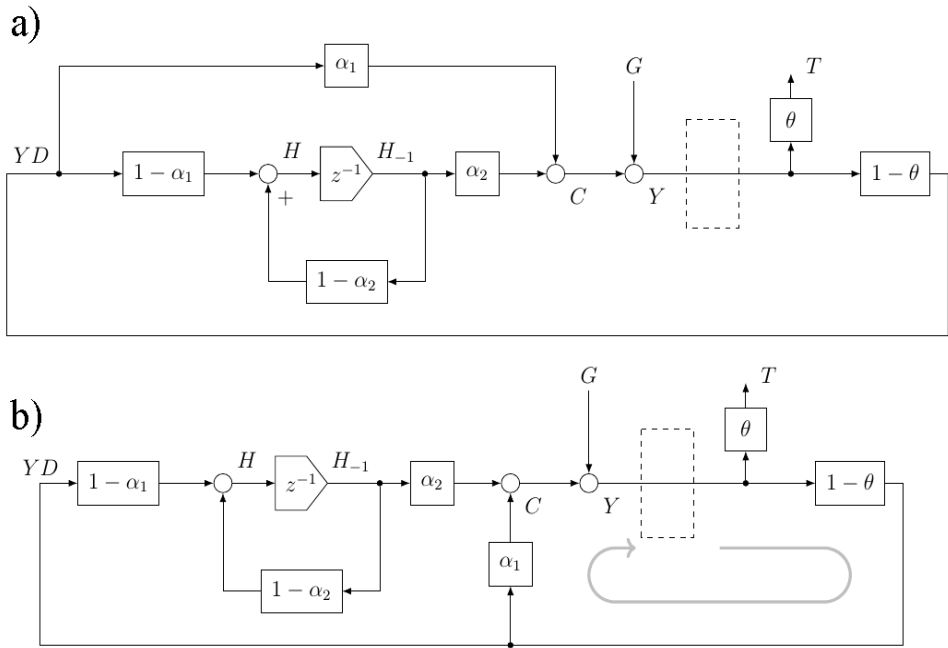 a)
α₁
G
T
θ
YD
1 − α₁
H
z⁻¹
H₋₁
α₂
C
Y
1 − θ
+
1 − α₂
b)
G
T
θ
YD
1 − α₁
H
z⁻¹
H₋₁
α₂
C
Y
1 − θ
α₁
1 − α₂